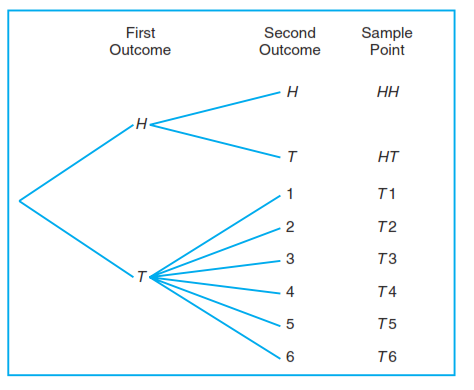 First Second Sample
Outcome Outcome Point
H HH
H
T HT
1 T1
2 T2
3 T3
T
4 T4
5 T5
6 T6